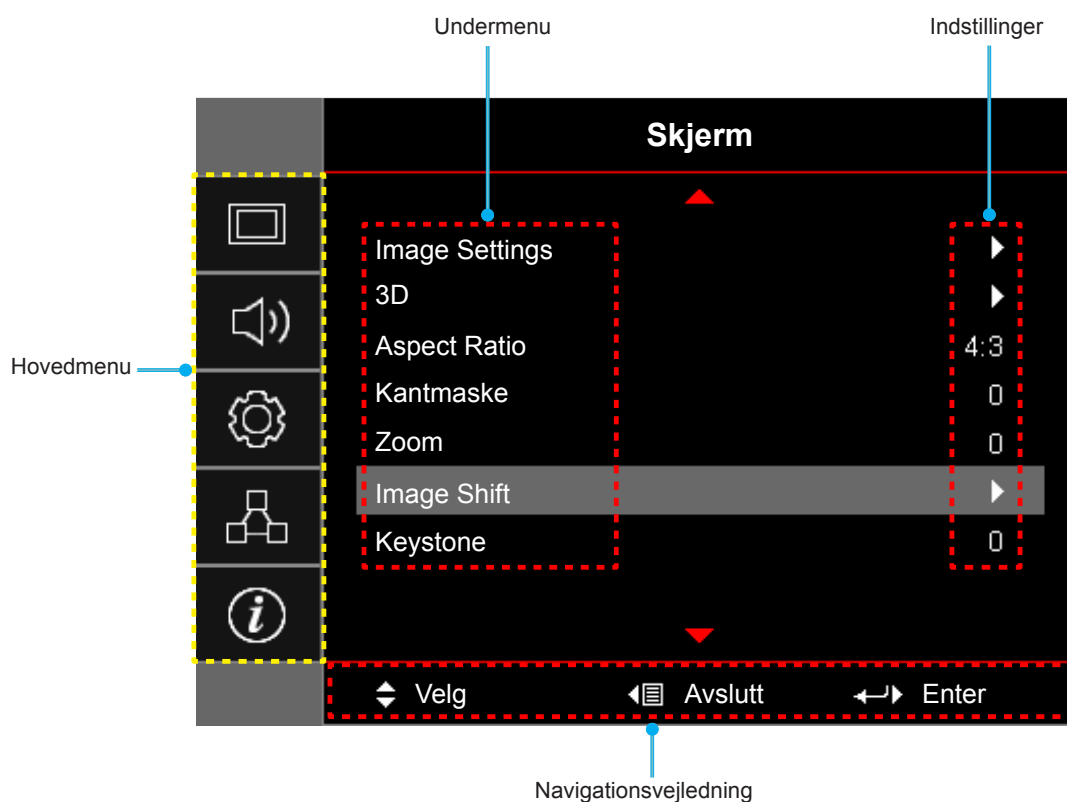 Undermenu
Indstillinger
Skjerm
Image Settings
3D
Aspect Ratio 4:3
Hovedmenu
Kantmaske 0
Zoom 0
Image Shift
Keystone 0
i
Velg Avslutt Enter
Navigationsvejledning